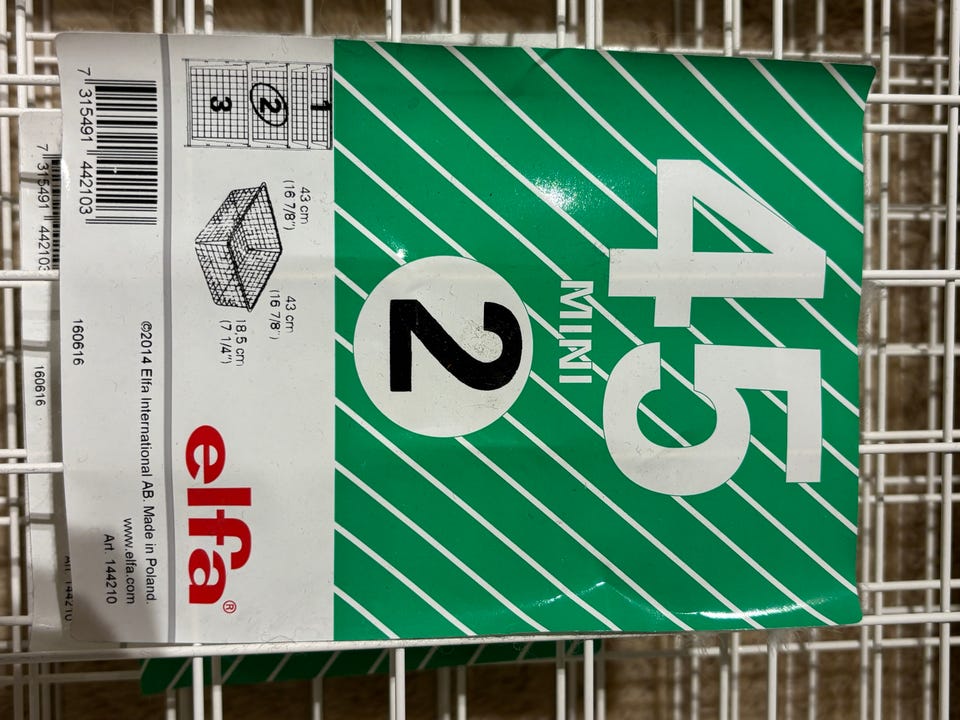 45
MINI
2
1
2
3
43 cm
(16 7/8")
43 cm
(16 7/8")
18.5 cm
(7 1/4")
elfa®
7 315491 442103
160616
©2014 Elfa International AB. Made in Poland.
www.elfa.com
Art. 144210
7 315491 442103
160616
Art. 144210